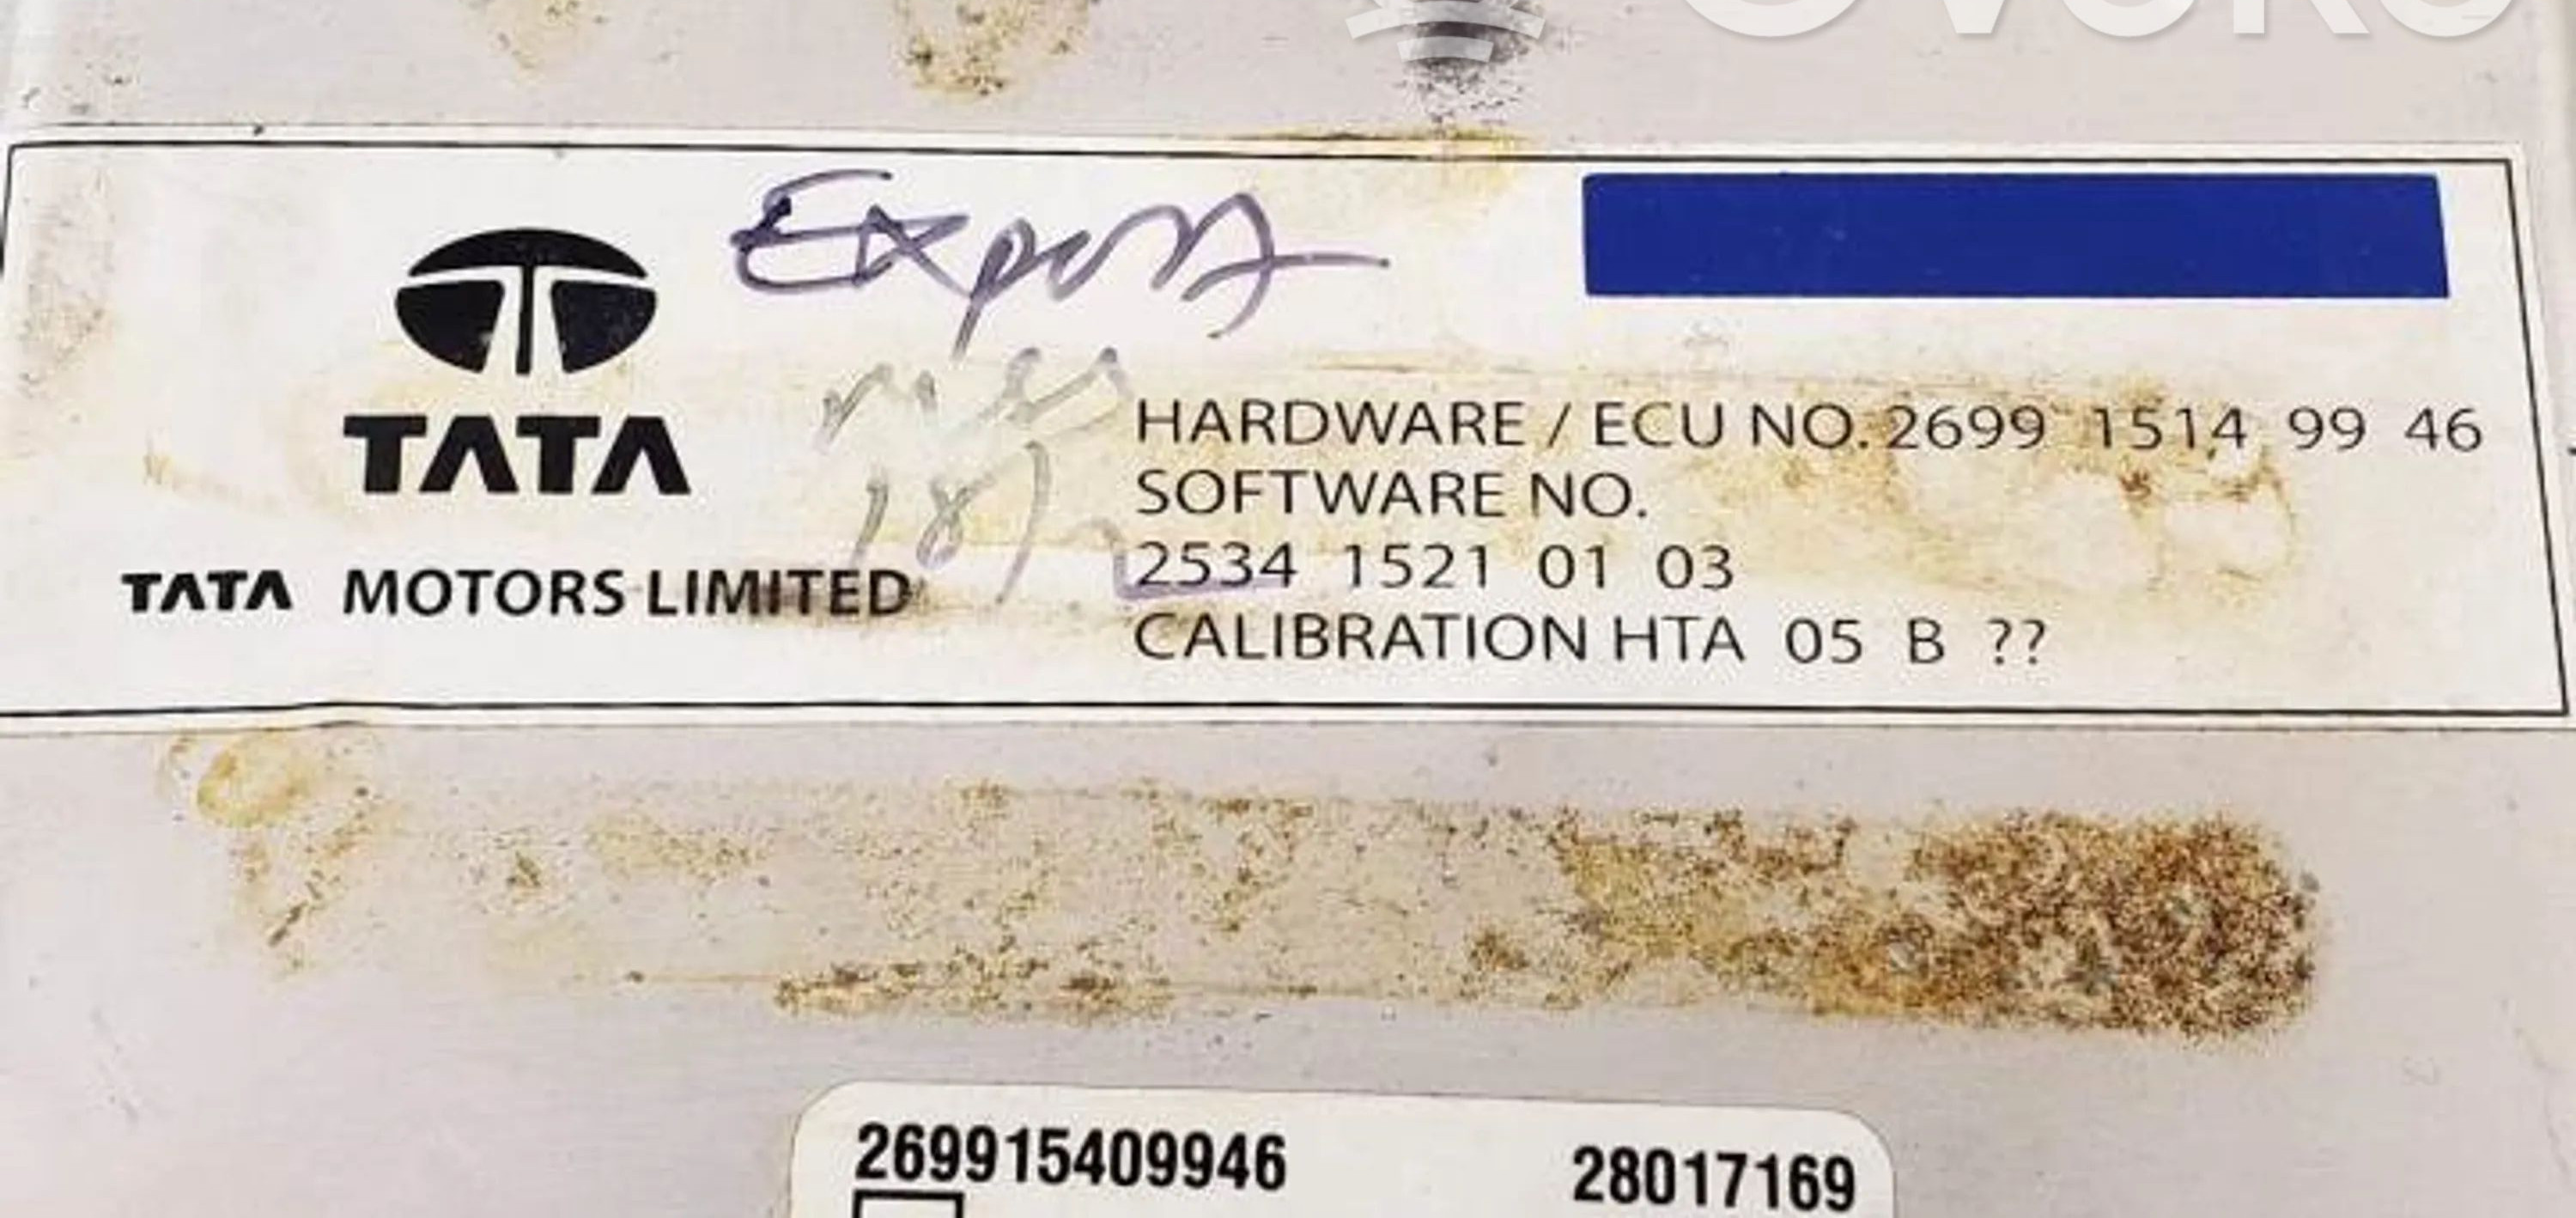 Export
TATA
TATA MOTORS LIMITED
HARDWARE / ECU NO. 2699 1514 99 46
SOFTWARE NO.
2534 1521 01 03
CALIBRATION HTA 05 B ??
269915409946
28017169